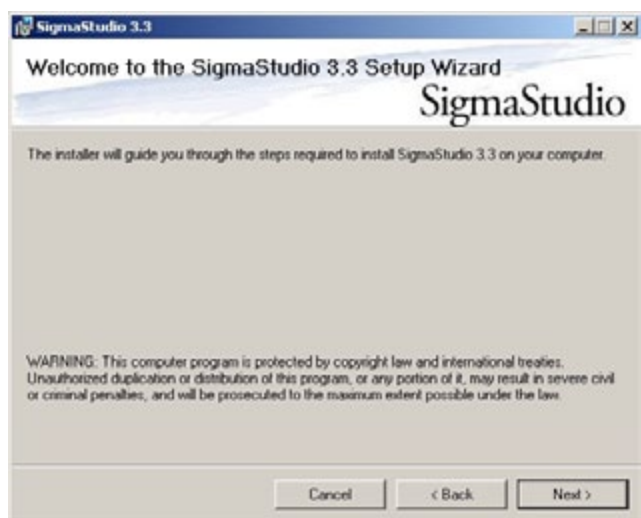 SigmaStudio 3.3
Welcome to the SigmaStudio 3.3 Setup Wizard
SigmaStudio
The installer will guide you through the steps required to install SigmaStudio 3.3 on your computer.
WARNING: This computer program is protected by copyright law and international treaties.
Unauthorized duplication or distribution of this program, or any portion of it, may result in severe civil
or criminal penalties, and will be prosecuted to the maximum extent possible under the law.
Cancel
< Back
Next >